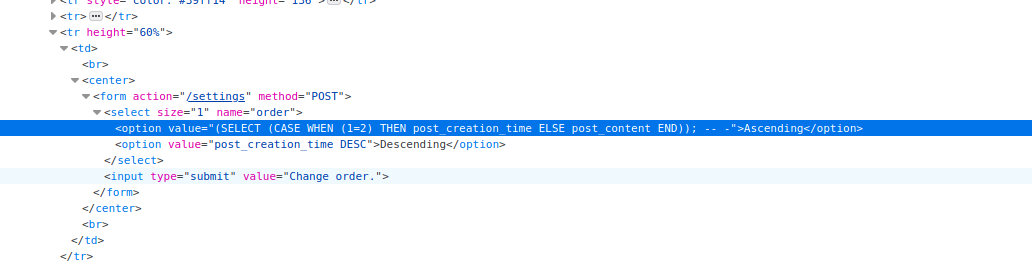 <tr style="color: #39ff14" height="136"> ⋯ </tr>
<tr> ⋯ </tr>
<tr height="60%">
<td>
<br>
<center>
<form action="/settings" method="POST">
<select size="1" name="order">
<option value="(SELECT (CASE WHEN (1=2) THEN post_creation_time ELSE post_content END)); -- -">Ascending</option>
<option value="post_creation_time DESC">Descending</option>
</select>
<input type="submit" value="Change order.">
</form>
</center>
<br>
</td>
</tr>